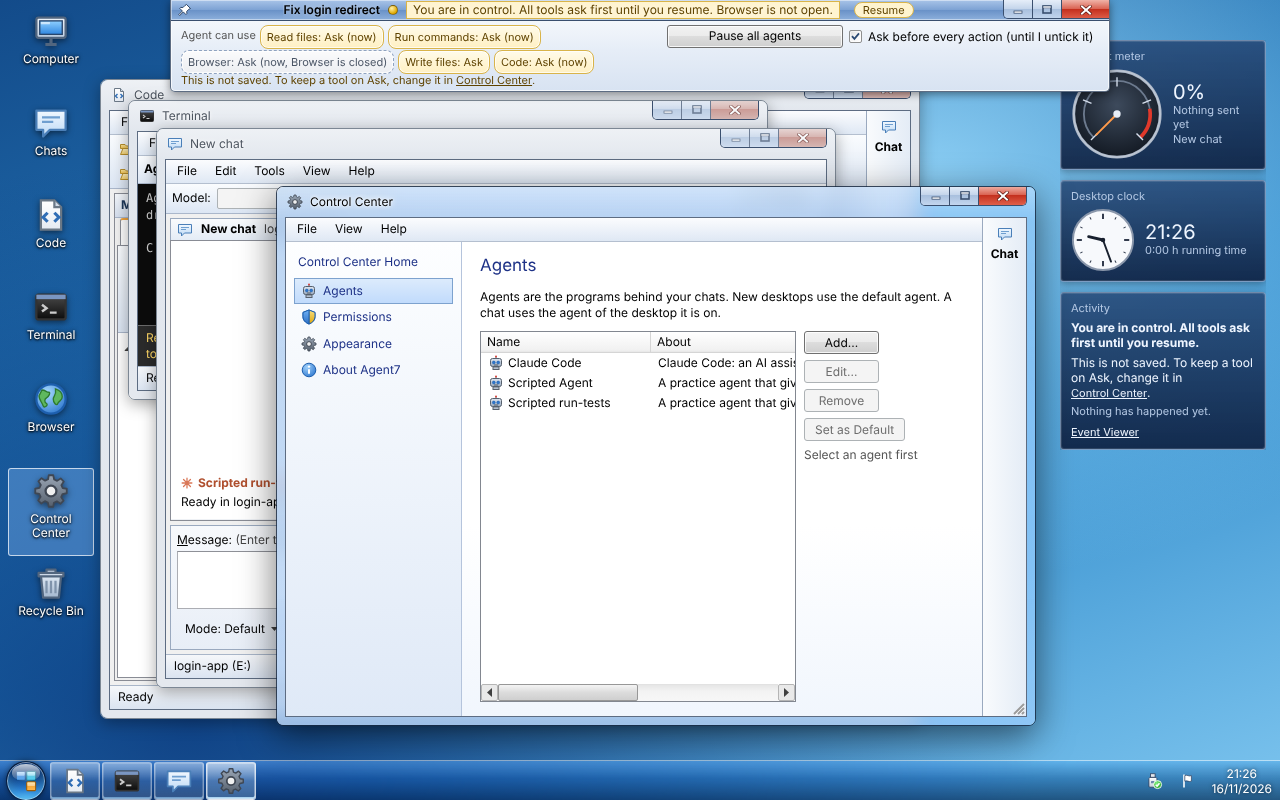 Fix login redirect
You are in control. All tools ask first until you resume. Browser is not open.
Resume
Agent can use
Read files: Ask (now)
Run commands: Ask (now)
Browser: Ask (now, Browser is closed)
Write files: Ask
Code: Ask (now)
This is not saved. To keep a tool on Ask, change it in Control Center.
Pause all agents
Ask before every action (until I untick it)
Computer
Chats
Code
Terminal
Browser
Control
Center
Recycle Bin
Code
Chat
Ready
Terminal
New chat
File
Edit
Tools
View
Help
Model:
New chat
Scripted run-
Ready in login-ap
Message:
(Enter t
Mode: Default
login-app (E:)
Control Center
File
View
Help
Chat
Control Center Home
Agents
Permissions
Appearance
About Agent7
Agents
Agents are the programs behind your chats. New desktops use the default agent. A
chat uses the agent of the desktop it is on.
Name
About
Claude Code
Claude Code: an AI assis
Scripted Agent
A practice agent that giv
Scripted run-tests
A practice agent that giv
Add...
Edit...
Remove
Set as Default
Select an agent first
meter
0%
Nothing sent
yet
New chat
Desktop clock
21:26
0:00 h running time
Activity
You are in control. All tools ask
first until you resume.
This is not saved. To keep a tool
on Ask, change it in
Control Center.
Nothing has happened yet.
Event Viewer
21:26
16/11/2026